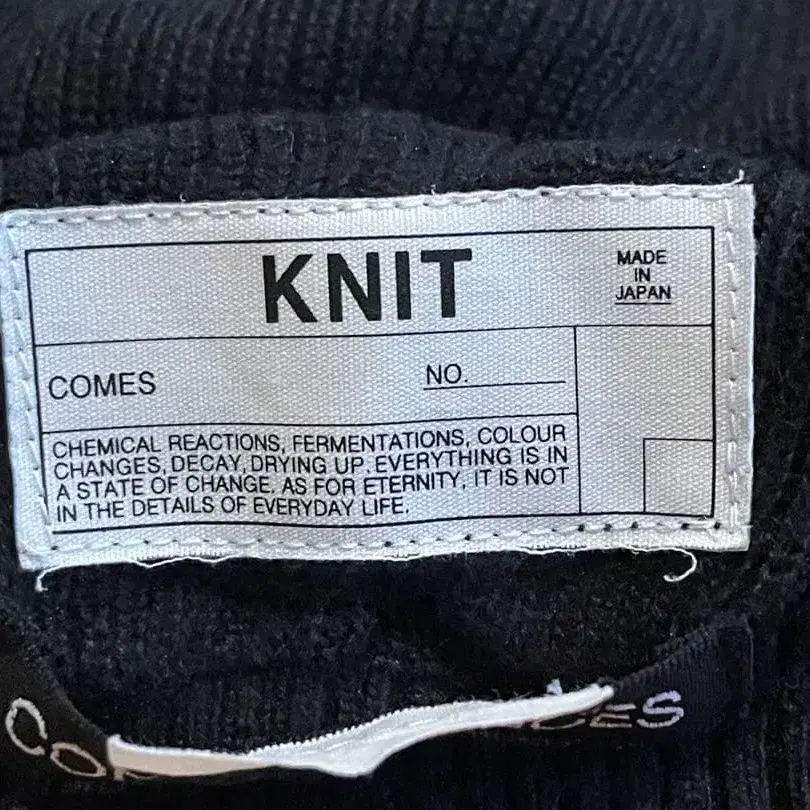 KNIT
MADE
IN
JAPAN
COMES
NO.
CHEMICAL REACTIONS, FERMENTATIONS, COLOUR
CHANGES, DECAY, DRYING UP. EVERYTHING IS IN
A STATE OF CHANGE. AS FOR ETERNITY, IT IS NOT
IN THE DETAILS OF EVERYDAY LIFE.